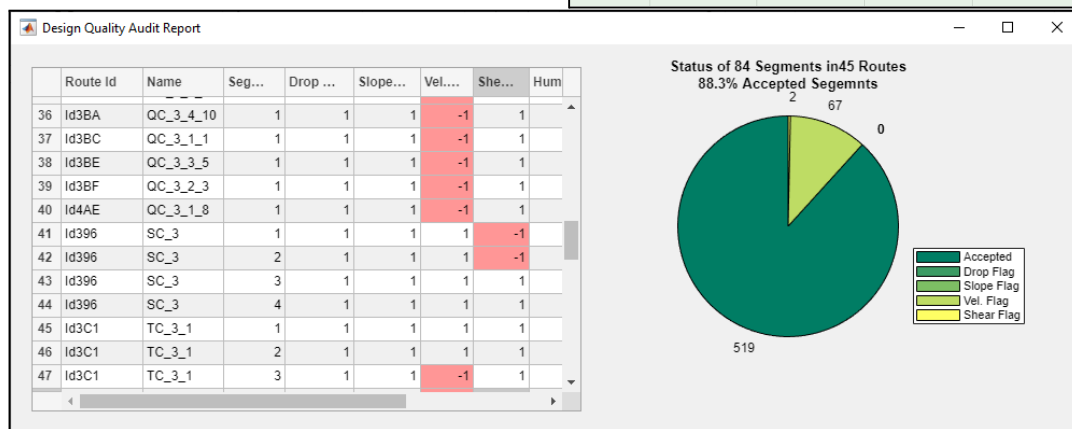 Design Quality Audit Report
Route Id Name Seg... Drop ... Slope... Vel.... She... Hum
36 Id3BA QC_3_4_10 1 1 1 -1 1
37 Id3BC QC_3_1_1 1 1 1 -1 1
38 Id3BE QC_3_3_5 1 1 1 -1 1
39 Id3BF QC_3_2_3 1 1 1 -1 1
40 Id4AE QC_3_1_8 1 1 1 -1 1
41 Id396 SC_3 1 1 1 1 -1
42 Id396 SC_3 2 1 1 1 -1
43 Id396 SC_3 3 1 1 1 1
44 Id396 SC_3 4 1 1 1 1
45 Id3C1 TC_3_1 1 1 1 1 1
46 Id3C1 TC_3_1 2 1 1 1 1
47 Id3C1 TC_3_1 3 1 1 -1 1
Status of 84 Segments in45 Routes
88.3% Accepted Segemnts
2
67
0
519
Accepted
Drop Flag
Slope Flag
Vel. Flag
Shear Flag